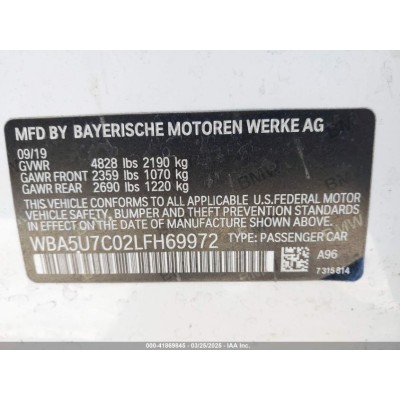 MFD BY BAYERISCHE MOTOREN WERKE AG
09/19
GVWR 4828 lbs 2190 kg
GAWR FRONT 2359 lbs 1070 kg
GAWR REAR 2690 lbs 1220 kg
THIS VEHICLE CONFORMS TO ALL APPLICABLE U.S.FEDERAL MOTOR
VEHICLE SAFETY, BUMPER, AND THEFT PREVENTION STANDARDS
IN EFFECT ON THE DATE OF MANUFACTURE SHOWN ABOVE.
WBA5U7C02LFH69972 TYPE: PASSENGER CAR
A96
7315814
000-41969845 - 03/25/2025 - IAA Inc.